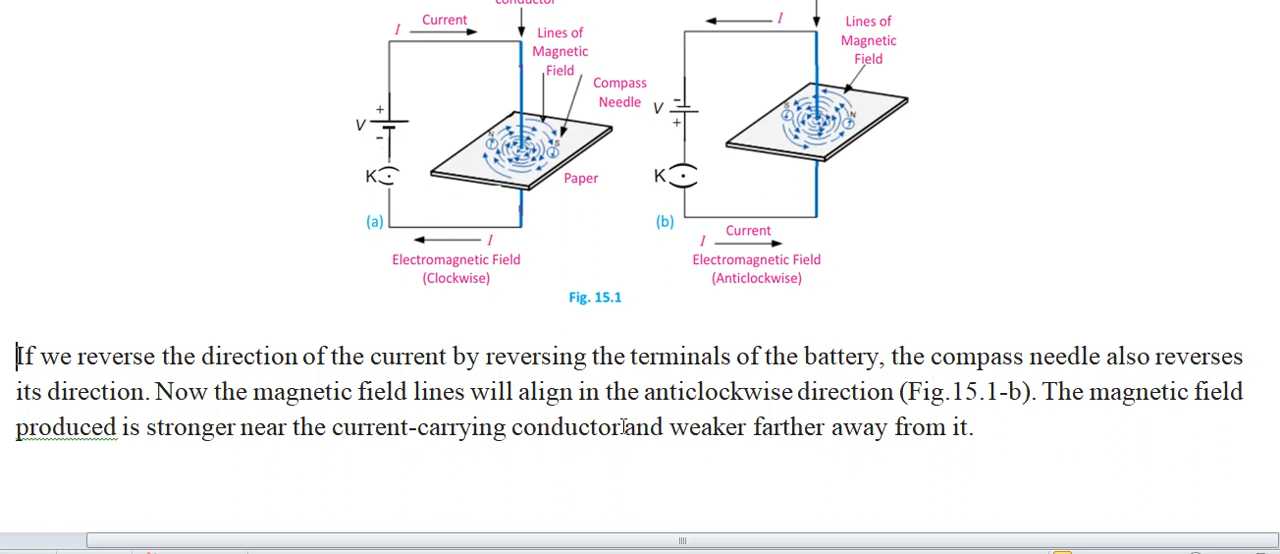 conductor
I Current
Lines of
Magnetic
Field
Compass
Needle
+
V
-
K
Paper
(a)
I
Electromagnetic Field
(Clockwise)
I
Lines of
Magnetic
Field
V
-
+
K
(b)
Current
I
Electromagnetic Field
(Anticlockwise)
Fig. 15.1
If we reverse the direction of the current by reversing the terminals of the battery, the compass needle also reverses
its direction. Now the magnetic field lines will align in the anticlockwise direction (Fig.15.1-b). The magnetic field
produced is stronger near the current-carrying conductor and weaker farther away from it.